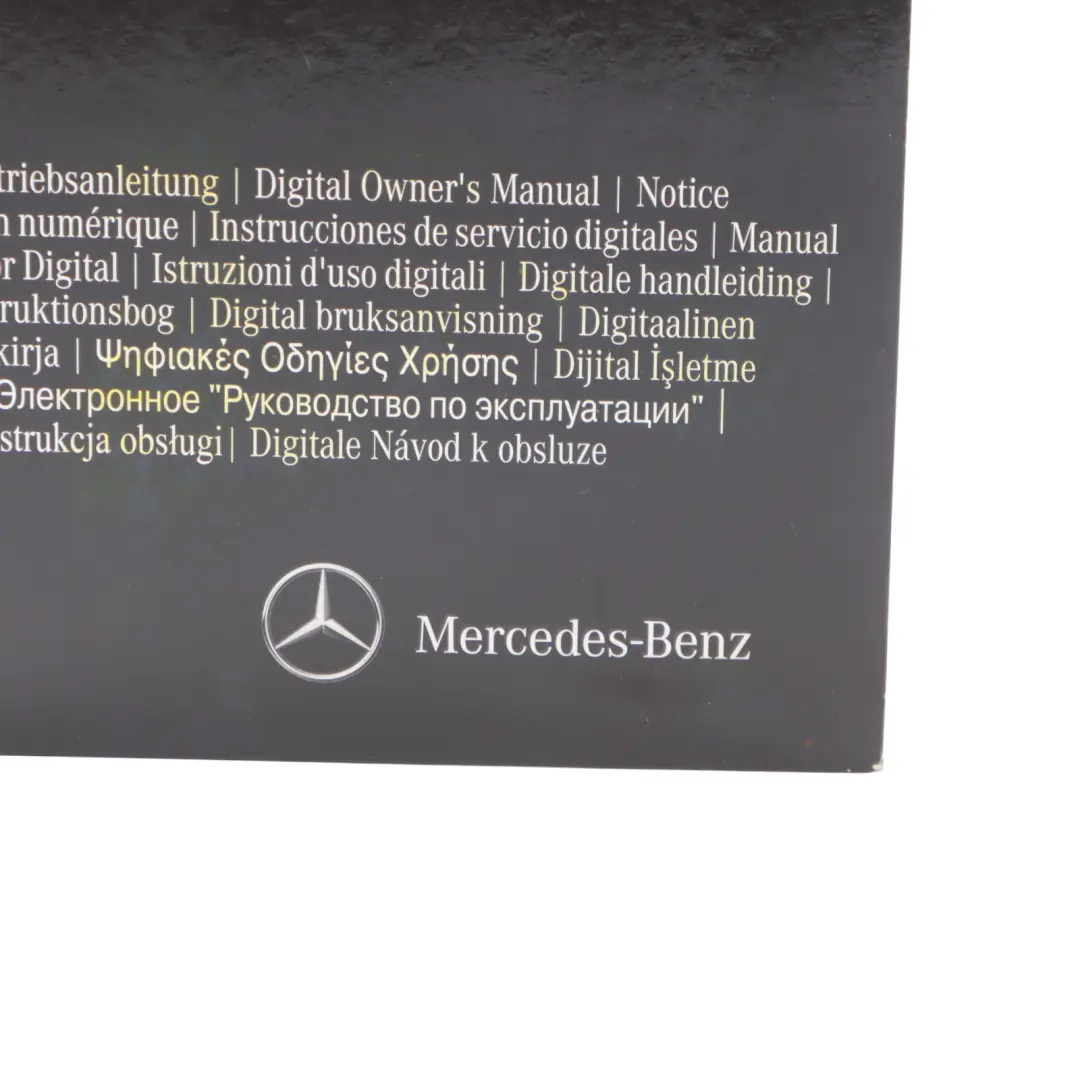 triebsanleitung | Digital Owner's Manual | Notice
n numérique | Instrucciones de servicio digitales | Manual
or Digital | Istruzioni d'uso digitali | Digitale handleiding |
ruktionsbog | Digital bruksanvisning | Digitaalinen
kirja | Ψηφιακές Οδηγίες Χρήσης | Dijital İşletme
Электронное "Руководство по эксплуатации" |
strukcja obsługi| Digitale Návod k obsluze
Mercedes-Benz